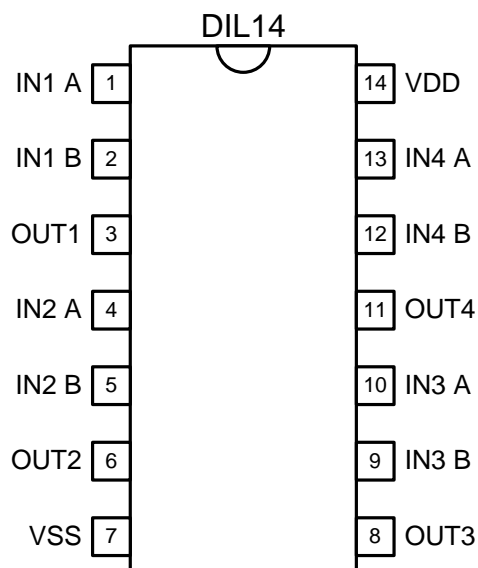 DIL14
IN1 A 1 14 VDD
IN1 B 2 13 IN4 A
OUT1 3 12 IN4 B
IN2 A 4 11 OUT4
IN2 B 5 10 IN3 A
OUT2 6 9 IN3 B
VSS 7 8 OUT3